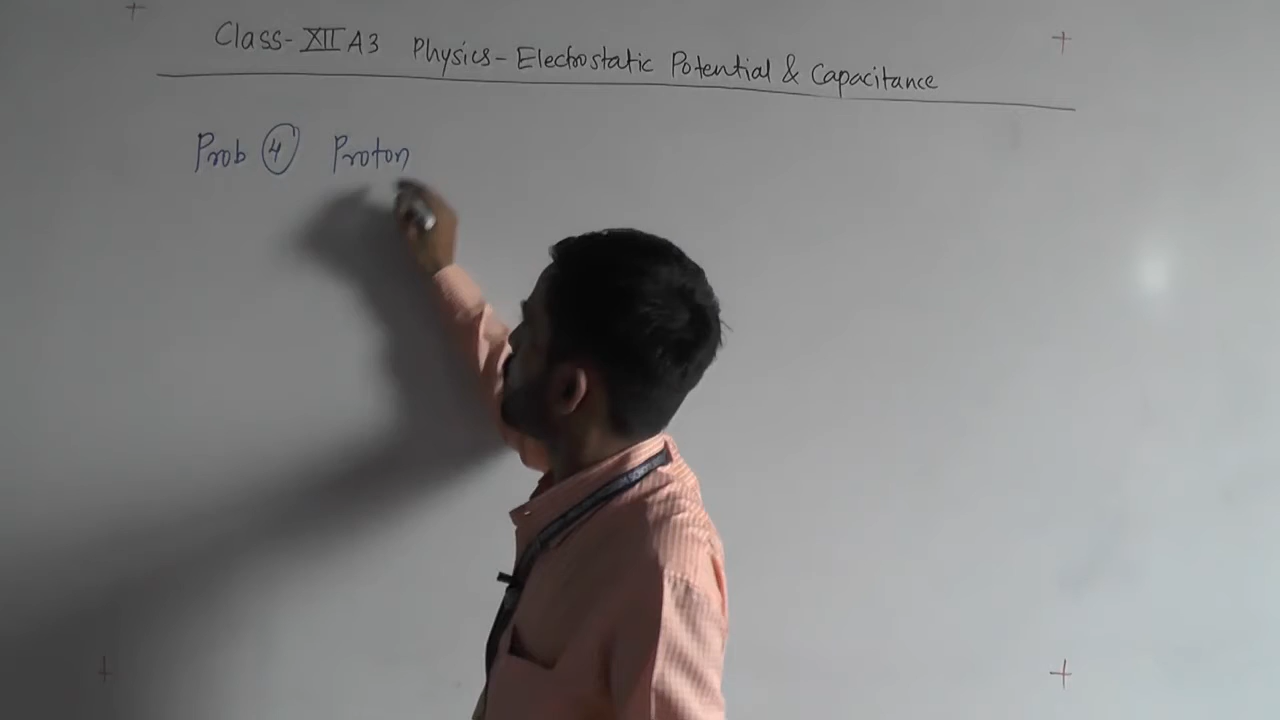 Class-XII A3 Physics-Electrostatic Potential & Capacitance
Prob 4 Proton